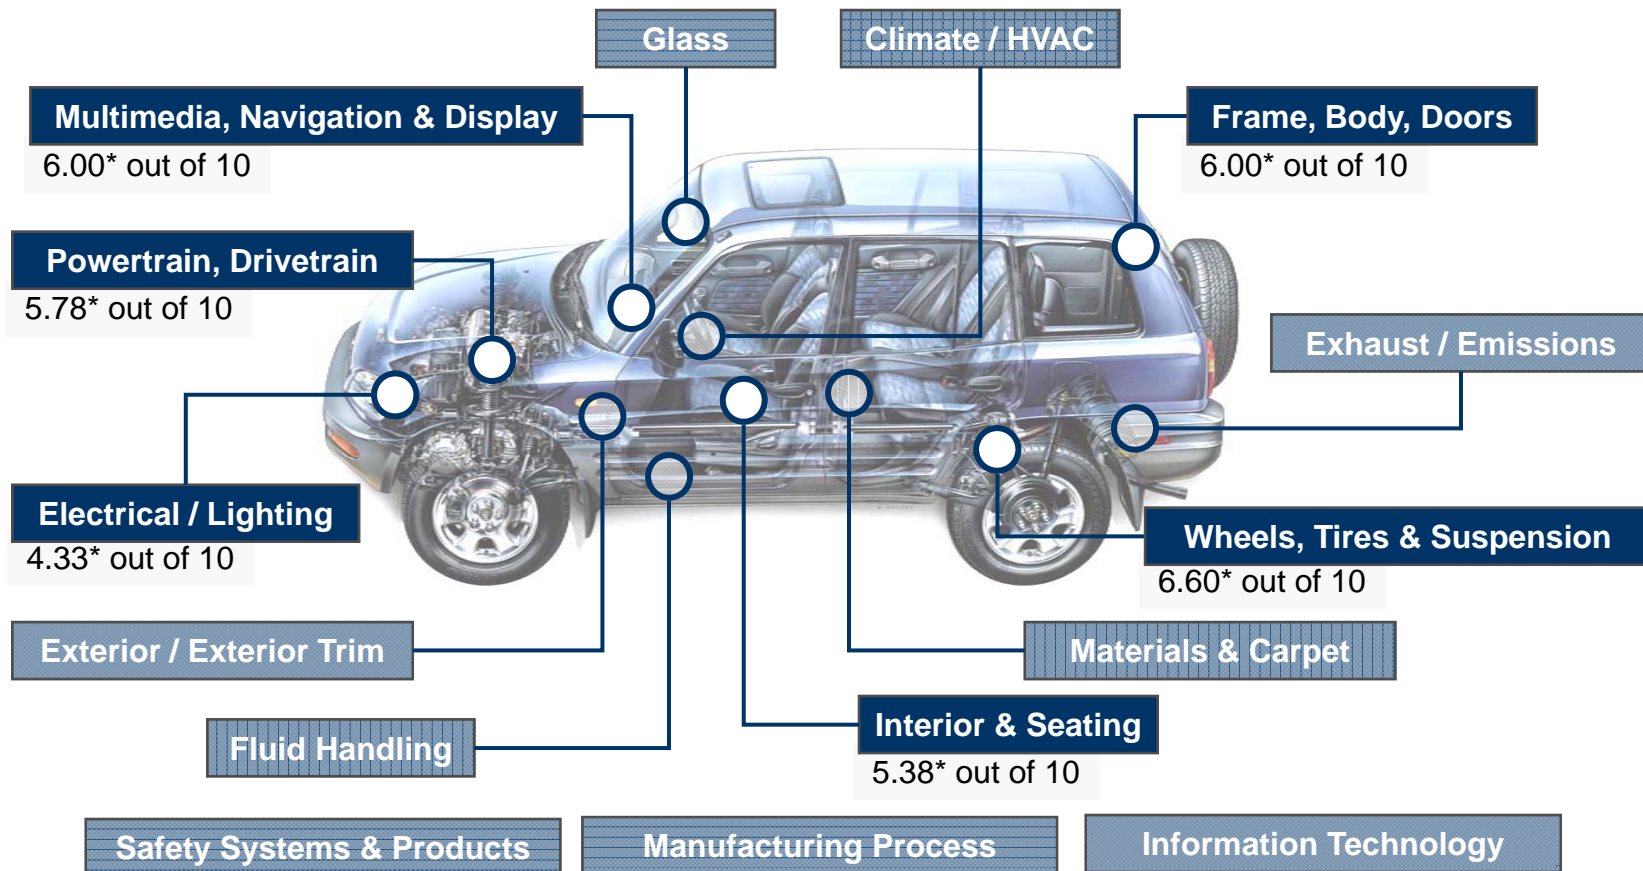 Glass
Climate / HVAC
Multimedia, Navigation & Display
6.00* out of 10
Frame, Body, Doors
6.00* out of 10
Powertrain, Drivetrain
5.78* out of 10
Exhaust / Emissions
Electrical / Lighting
4.33* out of 10
Wheels, Tires & Suspension
6.60* out of 10
Exterior / Exterior Trim
Materials & Carpet
Fluid Handling
Interior & Seating
5.38* out of 10
Safety Systems & Products
Manufacturing Process
Information Technology